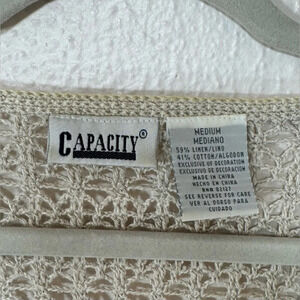 CAPACITY®
MEDIUM
MEDIANO
59% LINEN/LINO
41% COTTON/ALGODON
EXCLUSIVE OF DECORATION
EXCLUSIVO DE DECORACION
MADE IN CHINA
HECHO EN CHINA
RN#
SEE REVERSE FOR CARE
VER AL DORSO PARA
CUIDADO